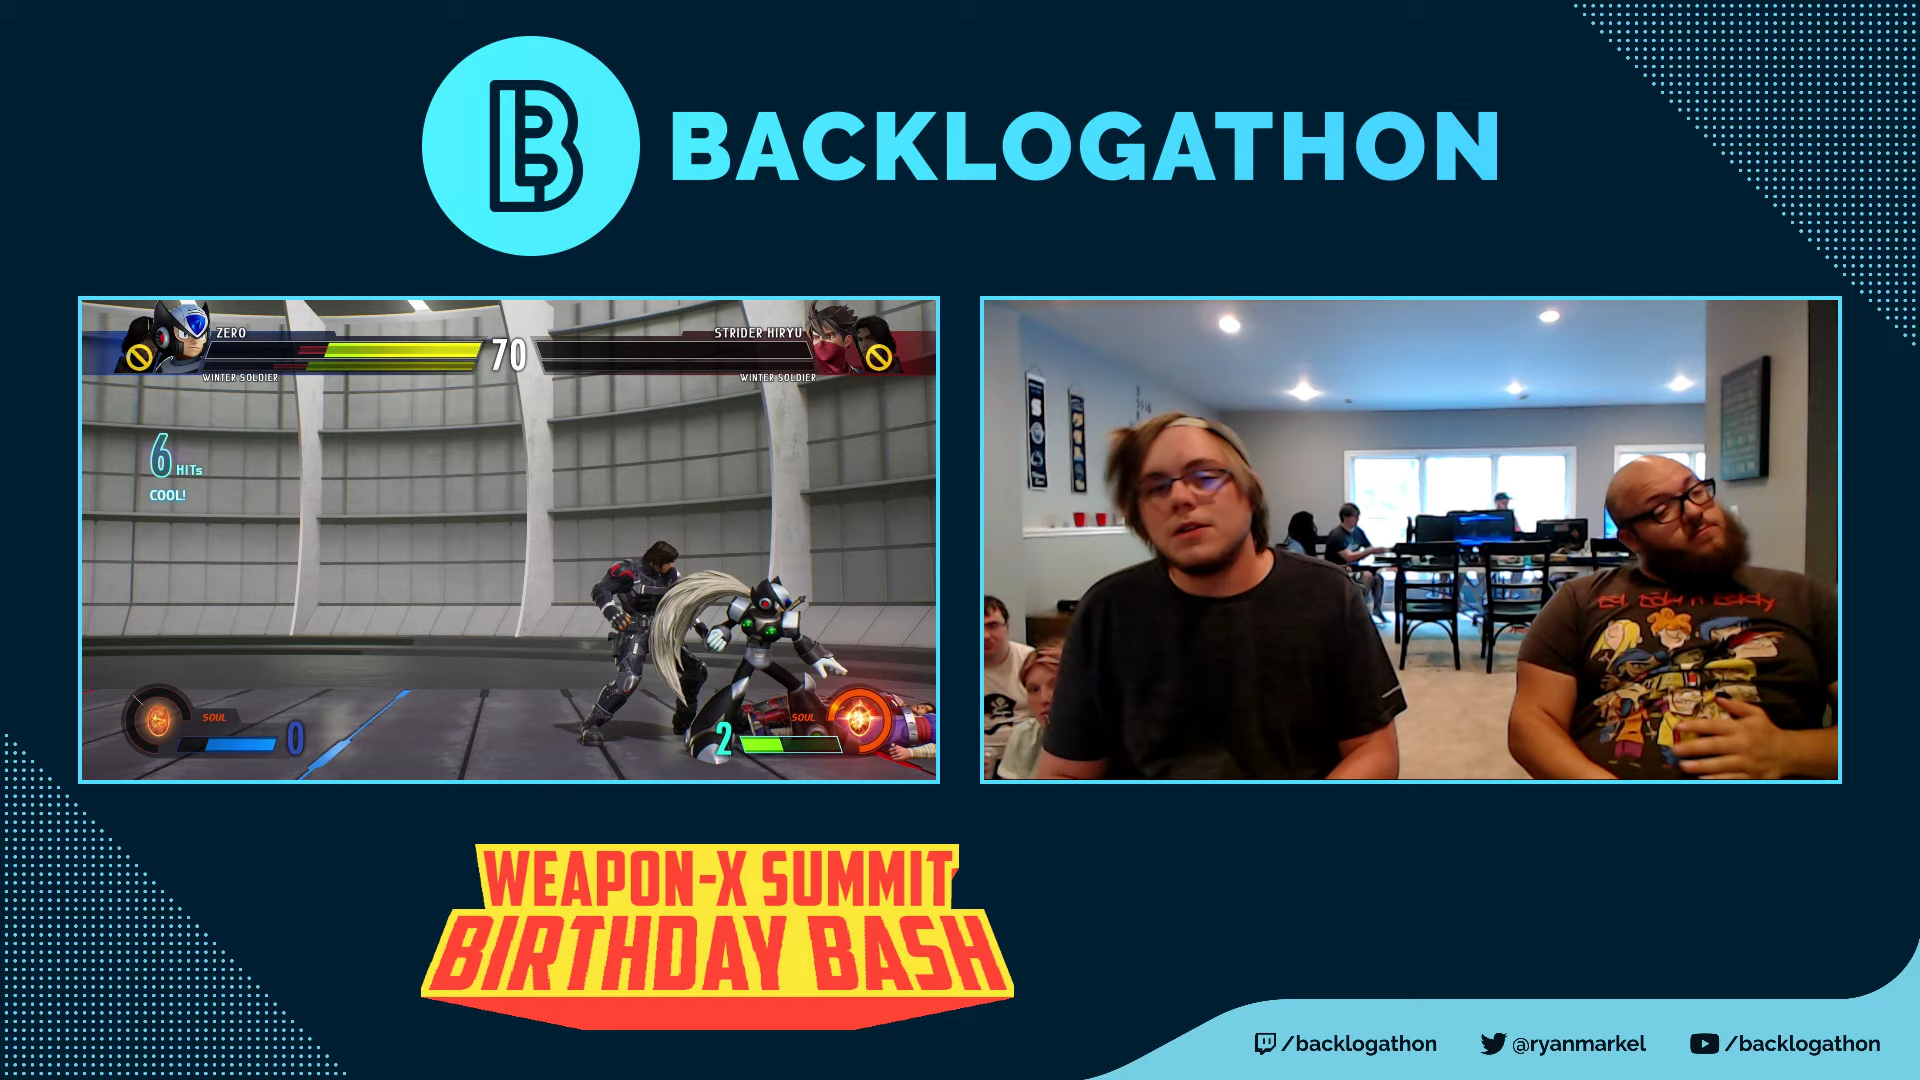 BACKLOGATHON
ZERO
70
STRIDER HIRYU
WINTER SOLDIER
WINTER SOLDIER
6 HITs
COOL!
SOUL
0
2
SOUL
WEAPON-X SUMMIT
BIRTHDAY BASH
/backlogathon
@ryanmarkel
/backlogathon